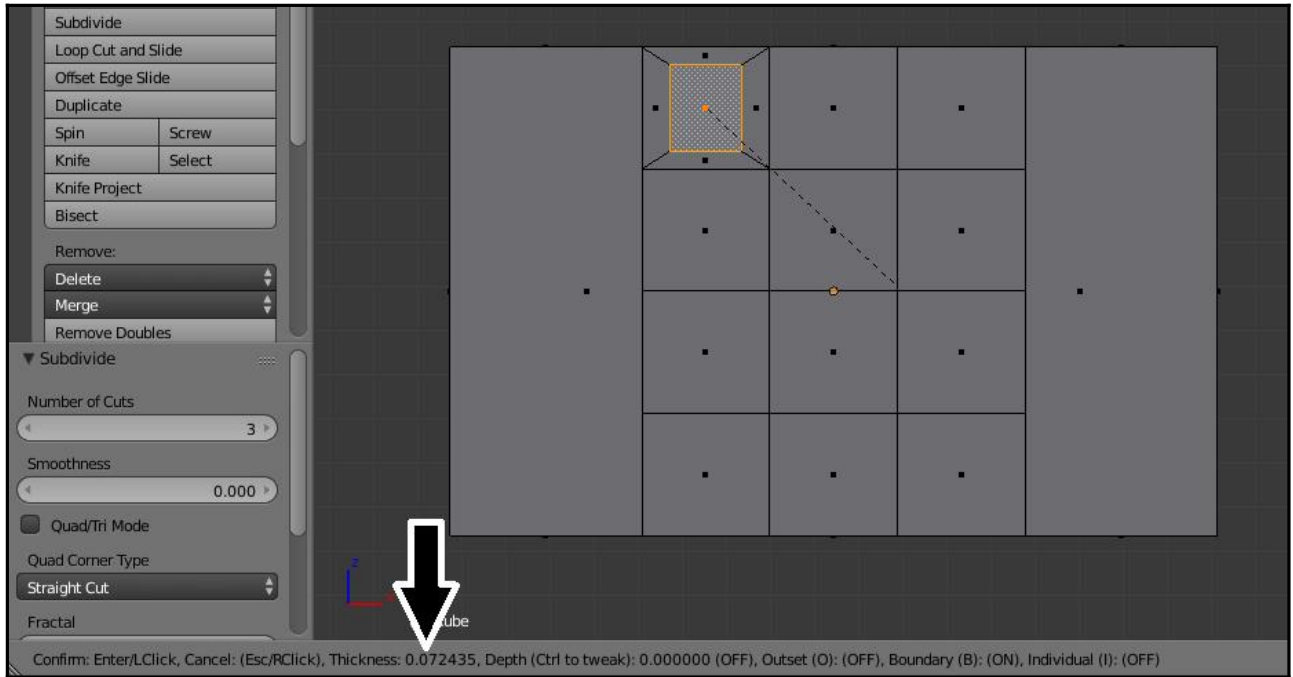 Subdivide
Loop Cut and Slide
Offset Edge Slide
Duplicate
Spin Screw
Knife Select
Knife Project
Bisect
Remove:
Delete
Merge
Remove Doubles
Subdivide
Number of Cuts
3
Smoothness
0.000
Quad/Tri Mode
Quad Corner Type
Straight Cut
Fractal
z
ube
Confirm: Enter/LClick, Cancel: (Esc/RClick), Thickness: 0.072435, Depth (Ctrl to tweak): 0.000000 (OFF), Outset (O): (OFF), Boundary (B): (ON), Individual (I): (OFF)